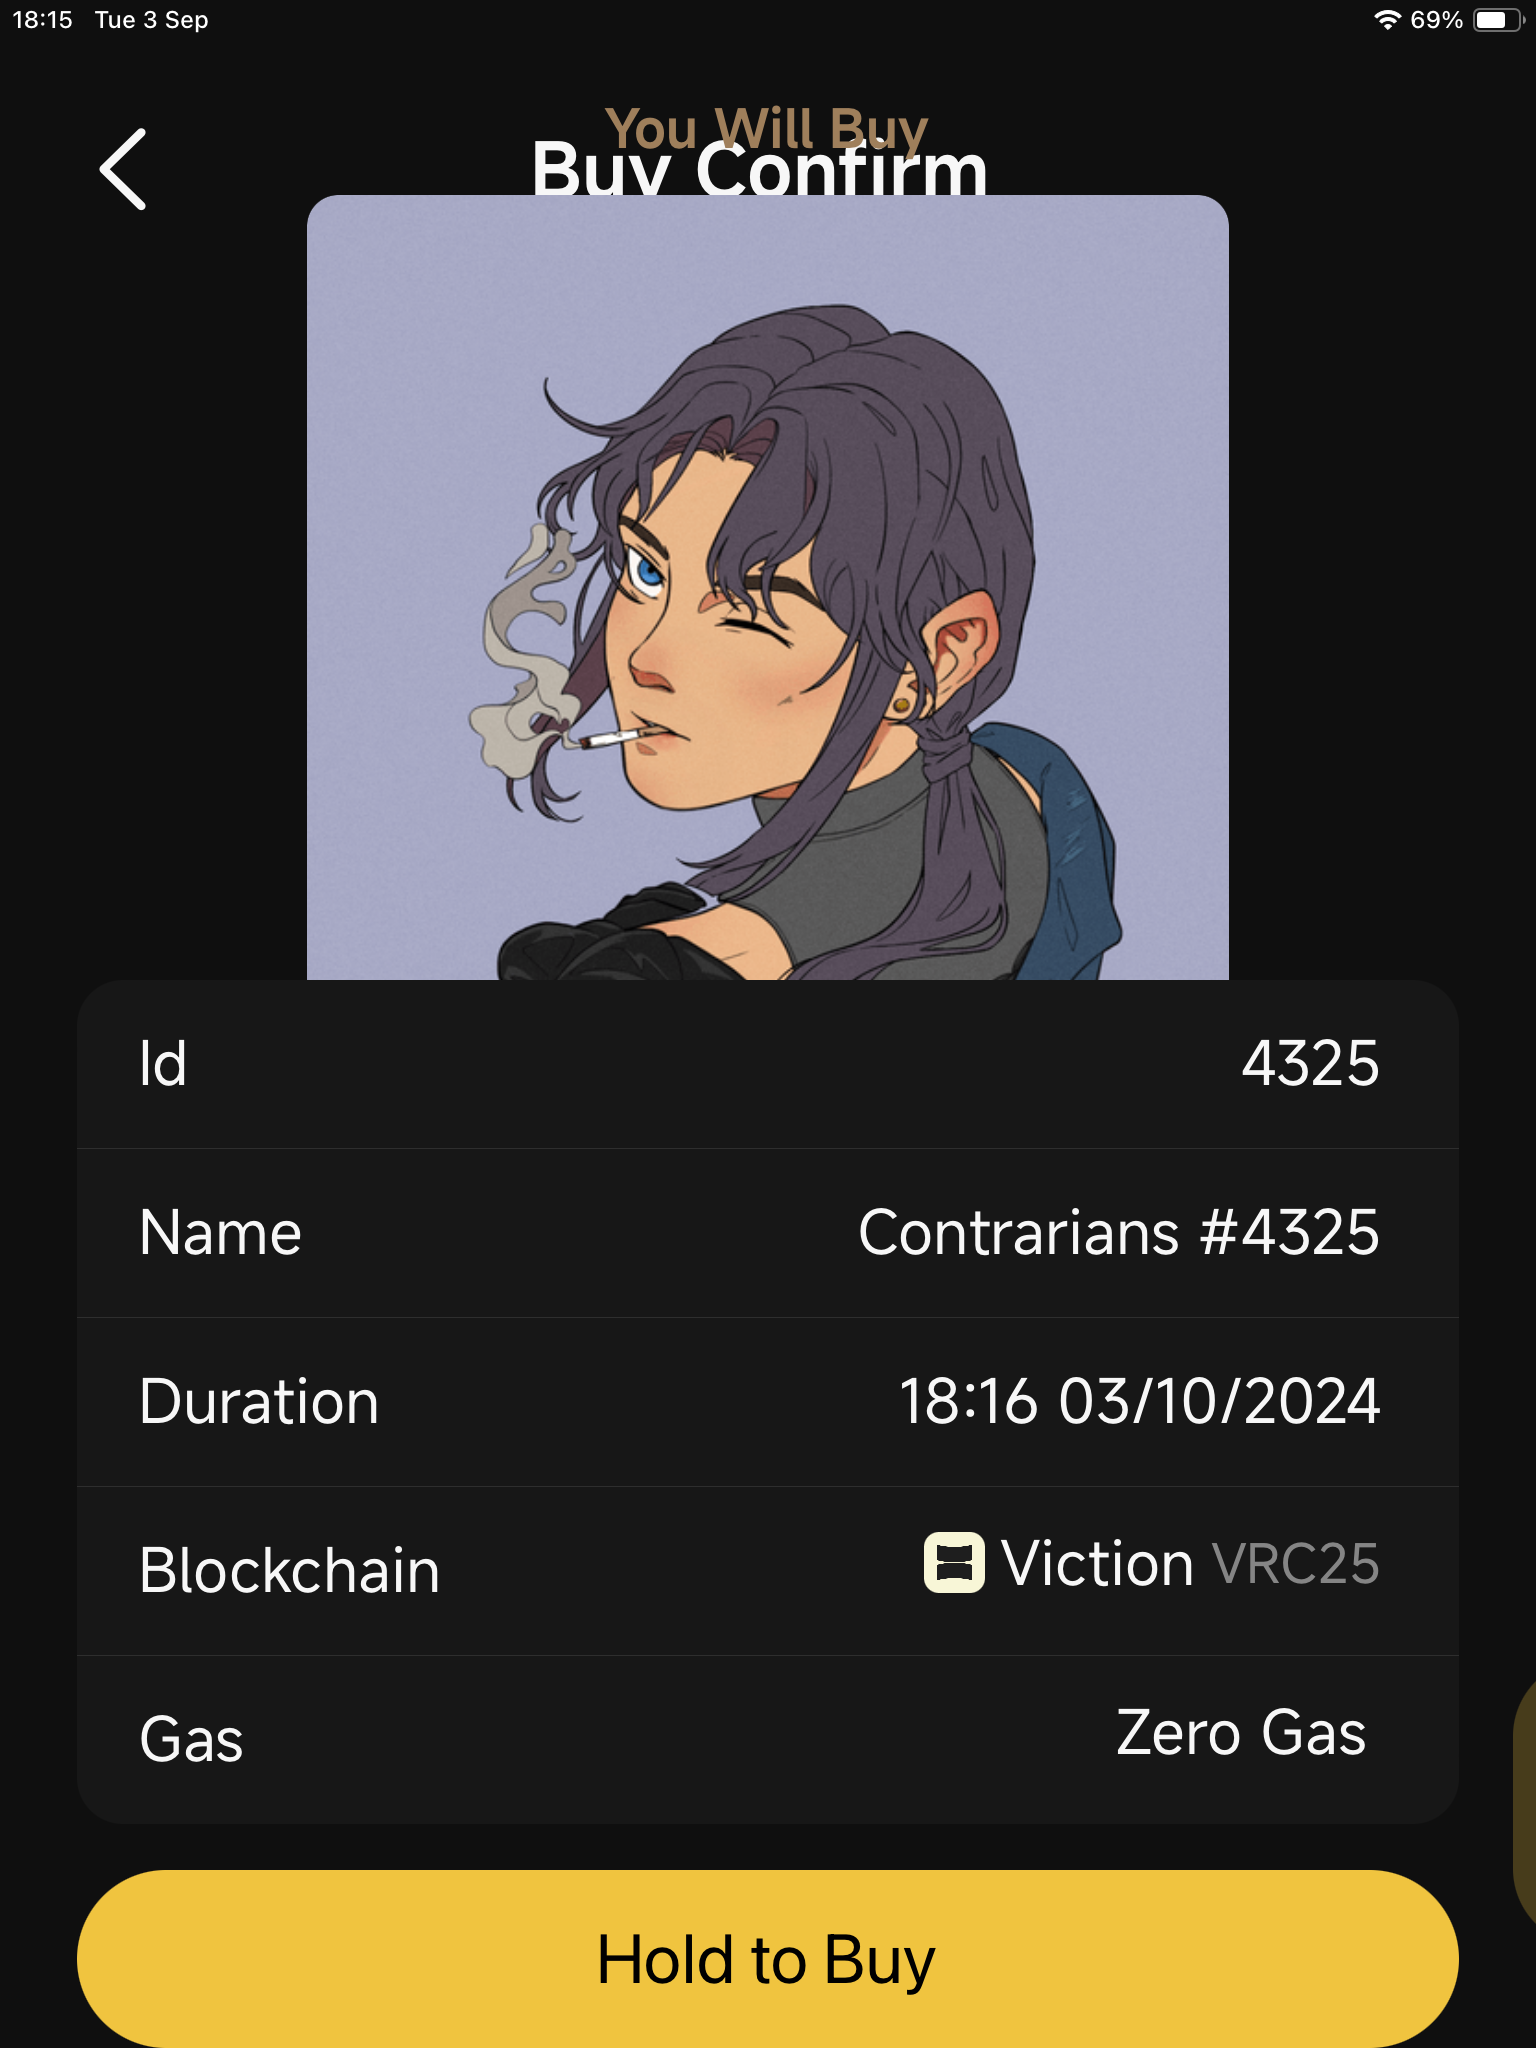 18:15 Tue 3 Sep 69%
You Will Buy
Buy Confirm
Id 4325
Name Contrarians #4325
Duration 18:16 03/10/2024
Blockchain Viction VRC25
Gas Zero Gas
Hold to Buy